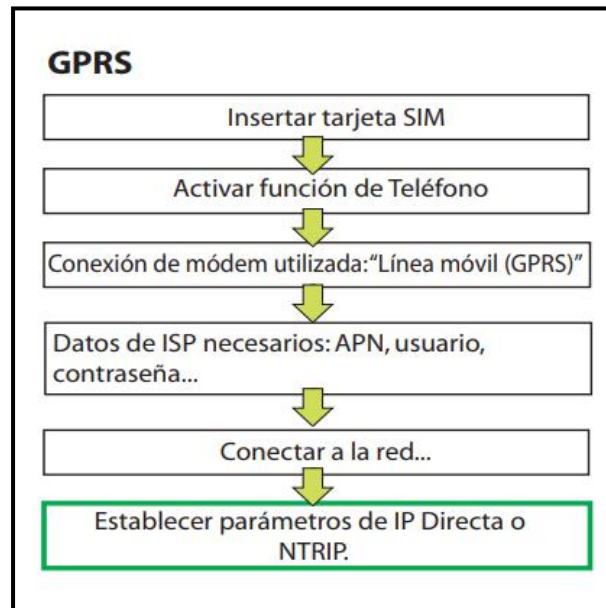 GPRS
Insertar tarjeta SIM
Activar función de Teléfono
Conexión de módem utilizada:“Línea móvil (GPRS)”
Datos de ISP necesarios: APN, usuario,
contraseña...
Conectar a la red...
Establecer parámetros de IP Directa o
NTRIP.